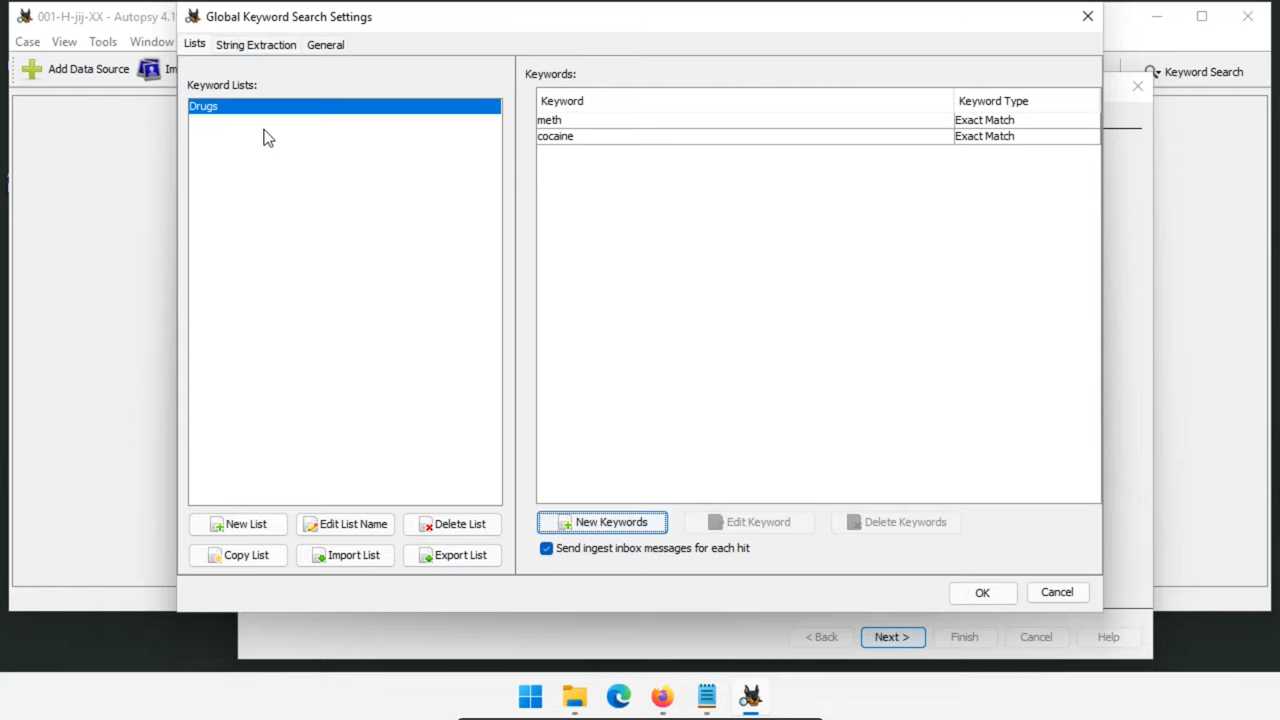 001-H-jij-XX - Autopsy 4.1
Global Keyword Search Settings
Case View Tools Window
Lists String Extraction General
Add Data Source
Im
Keyword Search
Keyword Lists:
Drugs
Keywords:
Keyword Keyword Type
meth Exact Match
cocaine Exact Match
New List Edit List Name Delete List
Copy List Import List Export List
New Keywords Edit Keyword Delete Keywords
Send ingest inbox messages for each hit
OK Cancel
< Back Next > Finish Cancel Help